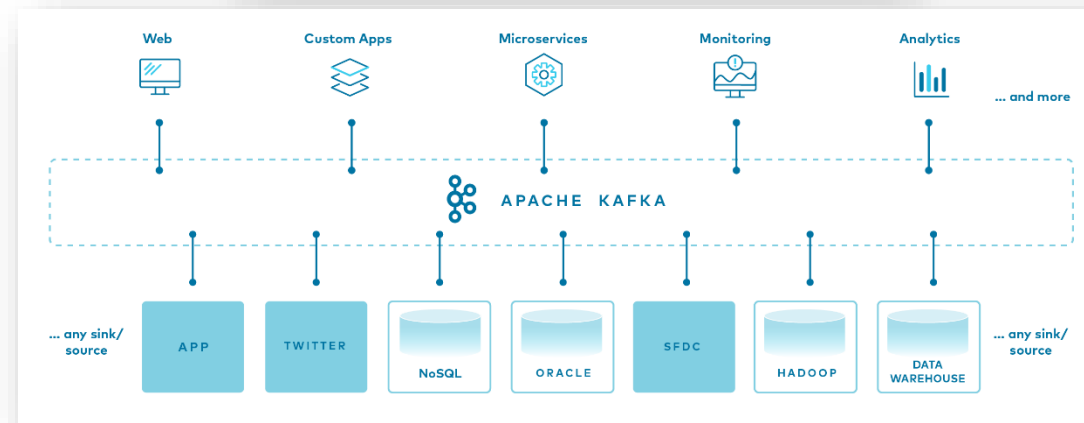 Web
Custom Apps
Microservices
Monitoring
Analytics
... and more
APACHE KAFKA
... any sink/
source
APP
TWITTER
NoSQL
ORACLE
SFDC
HADOOP
DATA
WAREHOUSE
... any sink/
source